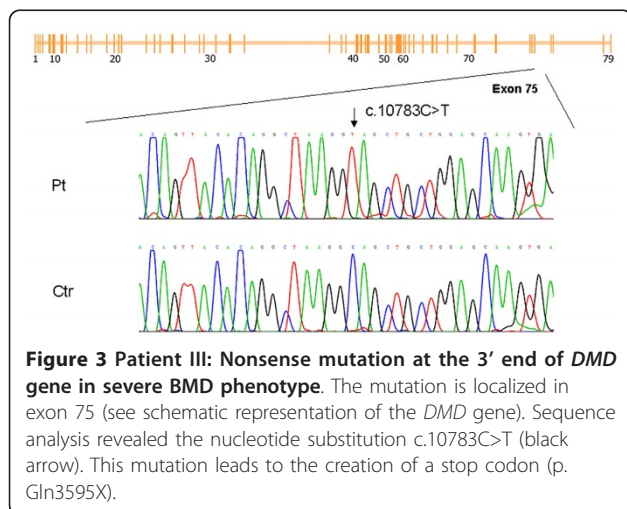 1 10 20 30 40 50 60 70 79
Exon 75
c.10783C>T
A C A G T T A C A C A G G C T A A G G T A G C T G C T G G A G C A A G T G A
Pt
A C A G T T A C A C A G G C T A A G G C A G C T G C T G G A G C A A G T G A
Ctr
Figure 3 Patient III: Nonsense mutation at the 3′ end of DMD
gene in severe BMD phenotype. The mutation is localized in
exon 75 (see schematic representation of the DMD gene). Sequence
analysis revealed the nucleotide substitution c.10783C>T (black
arrow). This mutation leads to the creation of a stop codon (p.
Gln3595X).